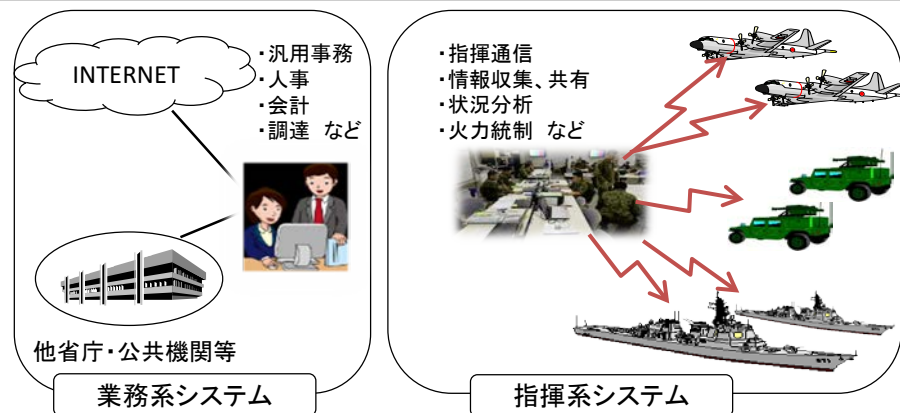 INTERNET
・汎用事務
・人事
・会計
・調達 など
他省庁・公共機関等
業務系システム
・指揮通信
・情報収集、共有
・状況分析
・火力統制 など
指揮系システム